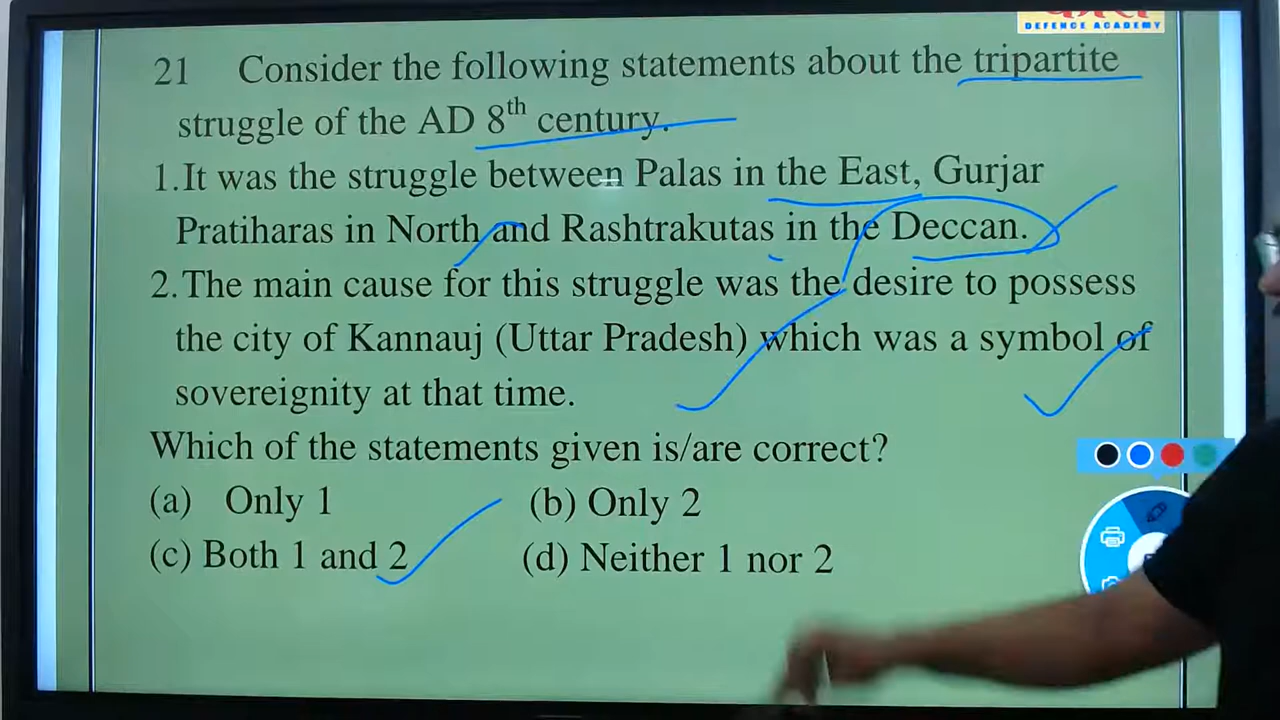 DEFENCE ACADEMY
21 Consider the following statements about the tripartite
struggle of the AD 8th century.
1.It was the struggle between Palas in the East, Gurjar
Pratiharas in North and Rashtrakutas in the Deccan.
2.The main cause for this struggle was the desire to possess
the city of Kannauj (Uttar Pradesh) which was a symbol of
sovereignity at that time.
Which of the statements given is/are correct?
(a) Only 1 (b) Only 2
(c) Both 1 and 2 (d) Neither 1 nor 2